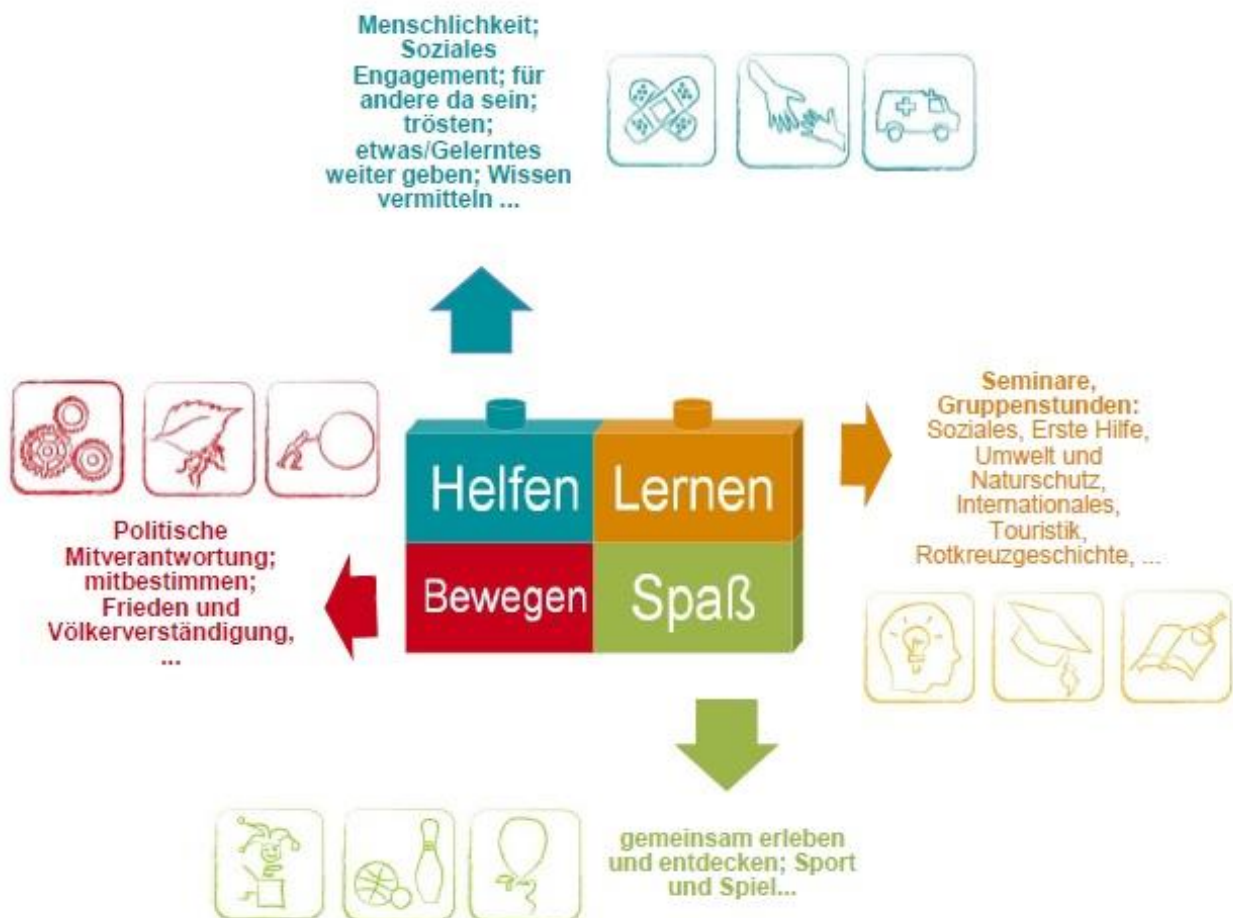 Menschlichkeit;
Soziales
Engagement; für
andere da sein;
trösten;
etwas/Gelerntes
weiter geben; Wissen
vermitteln ...
Helfen
Lernen
Bewegen
Spaß
Seminare,
Gruppenstunden:
Soziales, Erste Hilfe,
Umwelt und
Naturschutz,
Internationales,
Touristik,
Rotkreuzgeschichte, ...
Politische
Mitverantwortung;
mitbestimmen;
Frieden und
Völkerverständigung,
...
gemeinsam erleben
und entdecken; Sport
und Spiel...